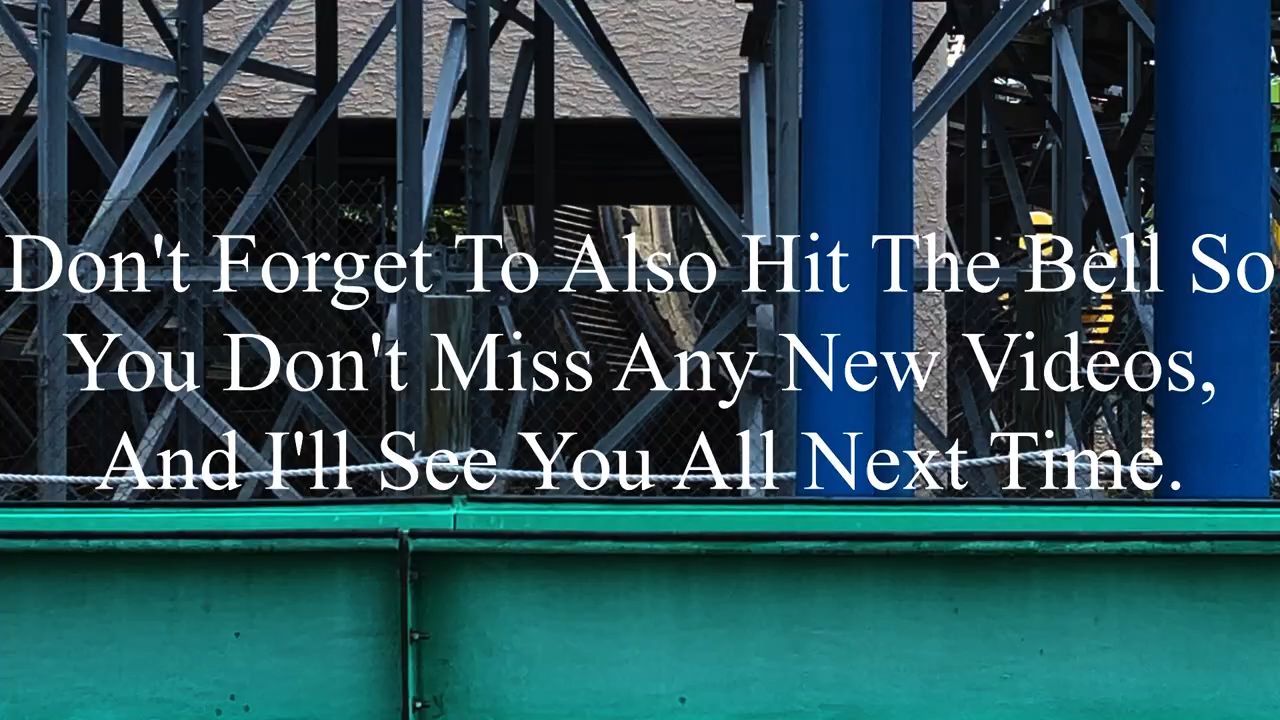 Don't Forget To Also Hit The Bell So
You Don't Miss Any New Videos,
And I'll See You All Next Time.